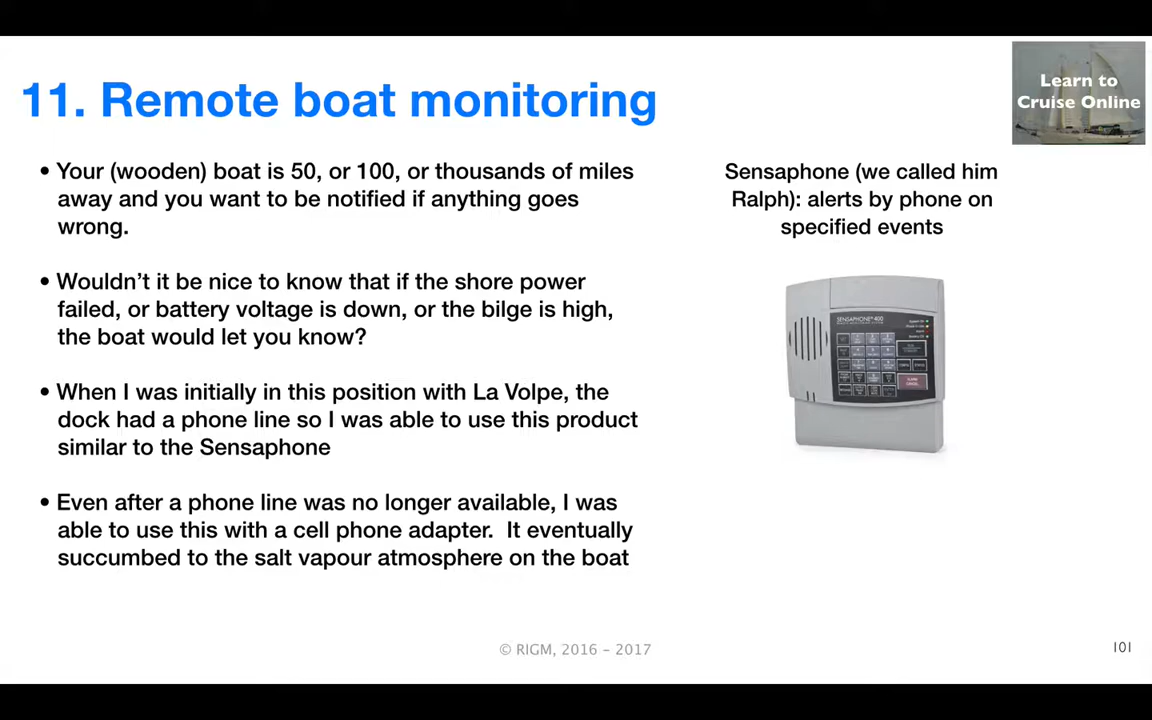 11. Remote boat monitoring
Learn to
Cruise Online
• Your (wooden) boat is 50, or 100, or thousands of miles
away and you want to be notified if anything goes
wrong.
• Wouldn’t it be nice to know that if the shore power
failed, or battery voltage is down, or the bilge is high,
the boat would let you know?
• When I was initially in this position with La Volpe, the
dock had a phone line so I was able to use this product
similar to the Sensaphone
• Even after a phone line was no longer available, I was
able to use this with a cell phone adapter.  It eventually
succumbed to the salt vapour atmosphere on the boat
Sensaphone (we called him
Ralph): alerts by phone on
specified events
SENSAPHONE® 400
© RIGM, 2016 – 2017
101